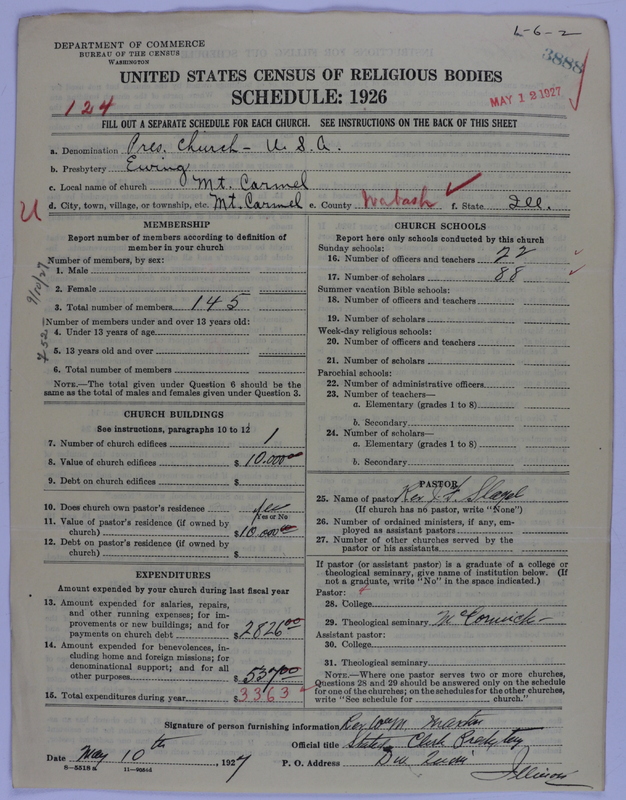 L-6-2
DEPARTMENT OF COMMERCE
BUREAU OF THE CENSUS
WASHINGTON
3888
UNITED STATES CENSUS OF RELIGIOUS BODIES
SCHEDULE: 1926
124
MAY 12 1927
FILL OUT A SEPARATE SCHEDULE FOR EACH CHURCH. SEE INSTRUCTIONS ON THE BACK OF THIS SHEET
a. Denomination Pres. Church - U. S. A.
b. Presbytery Ewing
c. Local name of church Mt. Carmel
d. City, town, village, or township, etc. Mt. Carmel e. County Wabash f. State Ill.
U
MEMBERSHIP
Report number of members according to definition of member in your church
Number of members, by sex:
1. Male
2. Female
3. Total number of members 145
Number of members under and over 13 years old:
4. Under 13 years of age
5. 13 years old and over
6. Total number of members
NOTE.—The total given under Question 6 should be the
same as the total of males and females given under Question 3.
9/10/27
CHURCH BUILDINGS
See instructions, paragraphs 10 to 12
7. Number of church edifices 1
8. Value of church edifices $ 10.000 00
9. Debt on church edifices $
10. Does church own pastor's residence Yes
Yes or No
11. Value of pastor's residence (if owned by
church) $ 10.000 00
12. Debt on pastor's residence (if owned by
church) $
EXPENDITURES
Amount expended by your church during last fiscal year
13. Amount expended for salaries, repairs,
and other running expenses; for im-
provements or new buildings; and for
payments on church debt $ 2826 00
14. Amount expended for benevolences, in-
cluding home and foreign missions; for
denominational support; and for all
other purposes $ 537 00
15. Total expenditures during year $ 3363
CHURCH SCHOOLS
Report here only schools conducted by this church
Sunday schools:
16. Number of officers and teachers 22
17. Number of scholars 88
Summer vacation Bible schools:
18. Number of officers and teachers
19. Number of scholars
Week-day religious schools:
20. Number of officers and teachers
21. Number of scholars
Parochial schools:
22. Number of administrative officers
23. Number of teachers—
a. Elementary (grades 1 to 8)
b. Secondary
24. Number of scholars—
a. Elementary (grades 1 to 8)
b. Secondary
PASTOR
25. Name of pastor Rev. F. Slagel
(If church has no pastor, write "None")
26. Number of ordained ministers, if any, em-
ployed as assistant pastors
27. Number of other churches served by the
pastor or his assistants
If pastor (or assistant pastor) is a graduate of a college or
theological seminary, give name of institution below. (If
not a graduate, write "No" in the space indicated.)
Pastor:
28. College
29. Theological seminary McCormick
Assistant pastor:
30. College
31. Theological seminary
NOTE.—Where one pastor serves two or more churches,
Questions 28 and 29 should be answered only on the schedule
for one of the churches; on the schedules for the other churches,
write "See schedule for church."
Signature of person furnishing information Rev Wm Martin
Official title Stated Clerk Presbytery
Date May 10th, 1927 P. O. Address Du Quoin
8-5518 a
Illinois